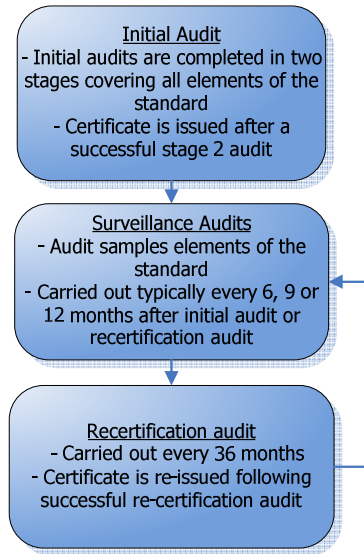 Initial Audit
- Initial audits are completed in two
stages covering all elements of the
standard
- Certificate is issued after a
successful stage 2 audit
Surveillance Audits
- Audit samples elements of the
standard
- Carried out typically every 6, 9 or
12 months after initial audit or
recertification audit
Recertification audit
- Carried out every 36 months
- Certificate is re-issued following
successful re-certification audit